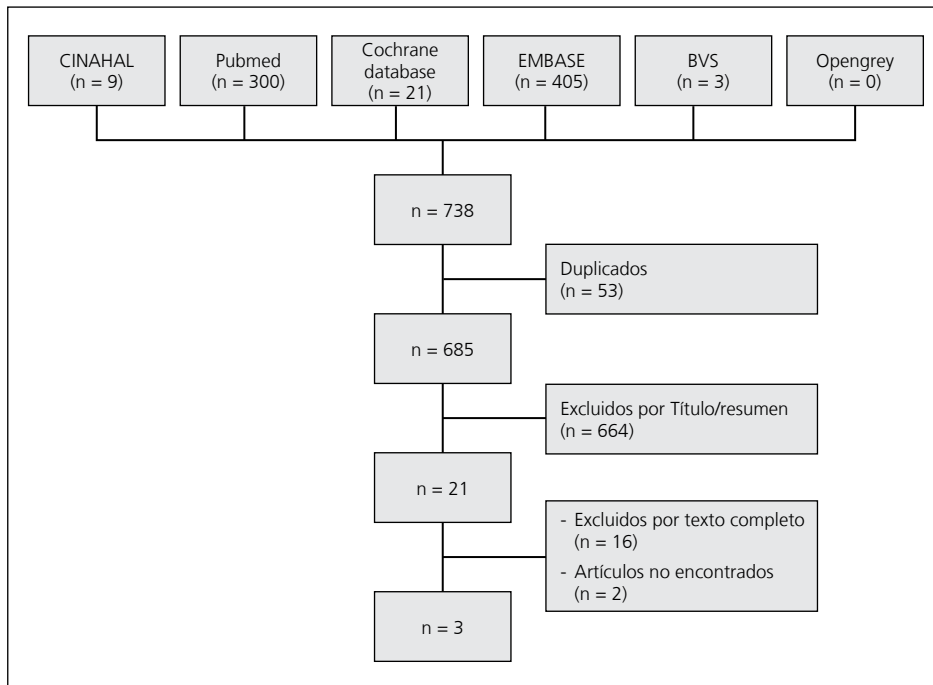 CINAHAL
(n = 9)
Pubmed
(n = 300)
Cochrane
database
(n = 21)
EMBASE
(n = 405)
BVS
(n = 3)
Opengrey
(n = 0)
n = 738
Duplicados
(n = 53)
n = 685
Excluidos por Título/resumen
(n = 664)
n = 21
- Excluidos por texto completo
(n = 16)
- Artículos no encontrados
(n = 2)
n = 3